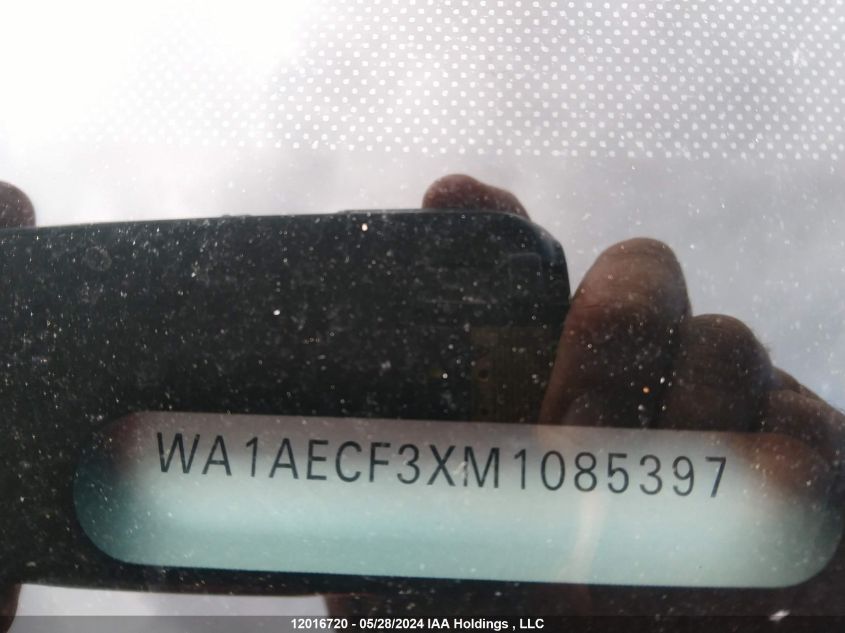 WA1AECF3XM1085397
12016720 - 05/28/2024 IAA Holdings , LLC